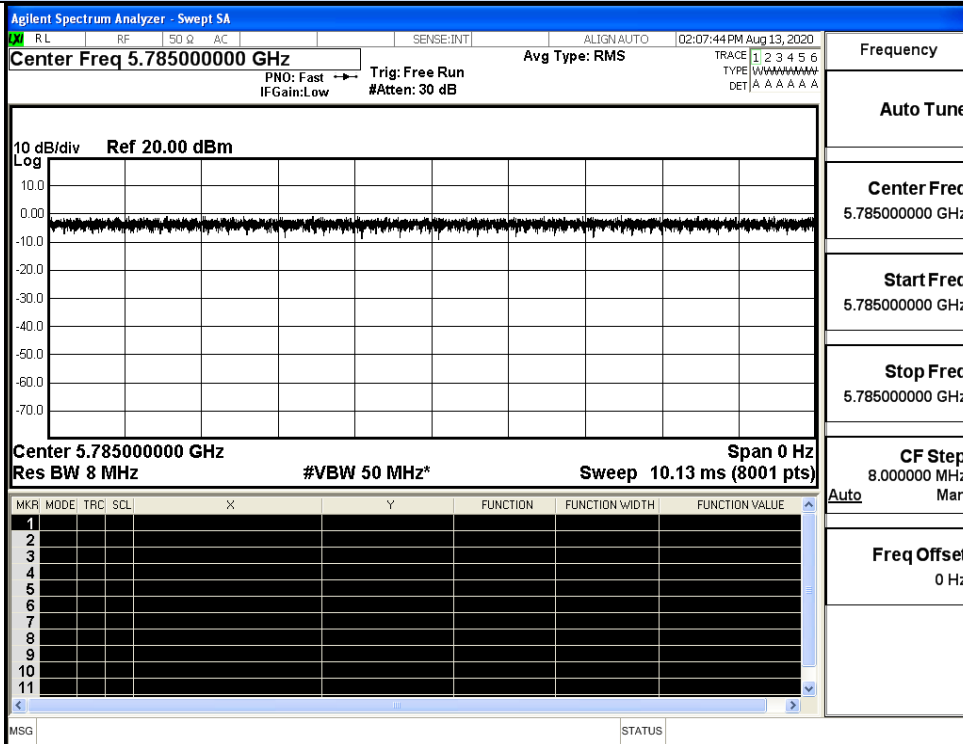 Agilent Spectrum Analyzer - Swept SA
LXI RL RF 50 Ω AC SENSE:INT ALIGN AUTO 02:07:44 PM Aug 13, 2020
Center Freq 5.785000000 GHz
PNO: Fast
IFGain:Low
Trig: Free Run
#Atten: 30 dB
Avg Type: RMS
TRACE 1 2 3 4 5 6
TYPE WWWWWW
DET A A A A A A
10 dB/div Ref 20.00 dBm
Log
10.0
0.00
-10.0
-20.0
-30.0
-40.0
-50.0
-60.0
-70.0
Center 5.785000000 GHz Span 0 Hz
Res BW 8 MHz #VBW 50 MHz* Sweep 10.13 ms (8001 pts)
MKR MODE TRC SCL X Y FUNCTION FUNCTION WIDTH FUNCTION VALUE
1
2
3
4
5
6
7
8
9
10
11
MSG STATUS
Frequency
Auto Tune
Center Freq
5.785000000 GHz
Start Freq
5.785000000 GHz
Stop Freq
5.785000000 GHz
CF Step
8.000000 MHz
Auto Man
Freq Offset
0 Hz